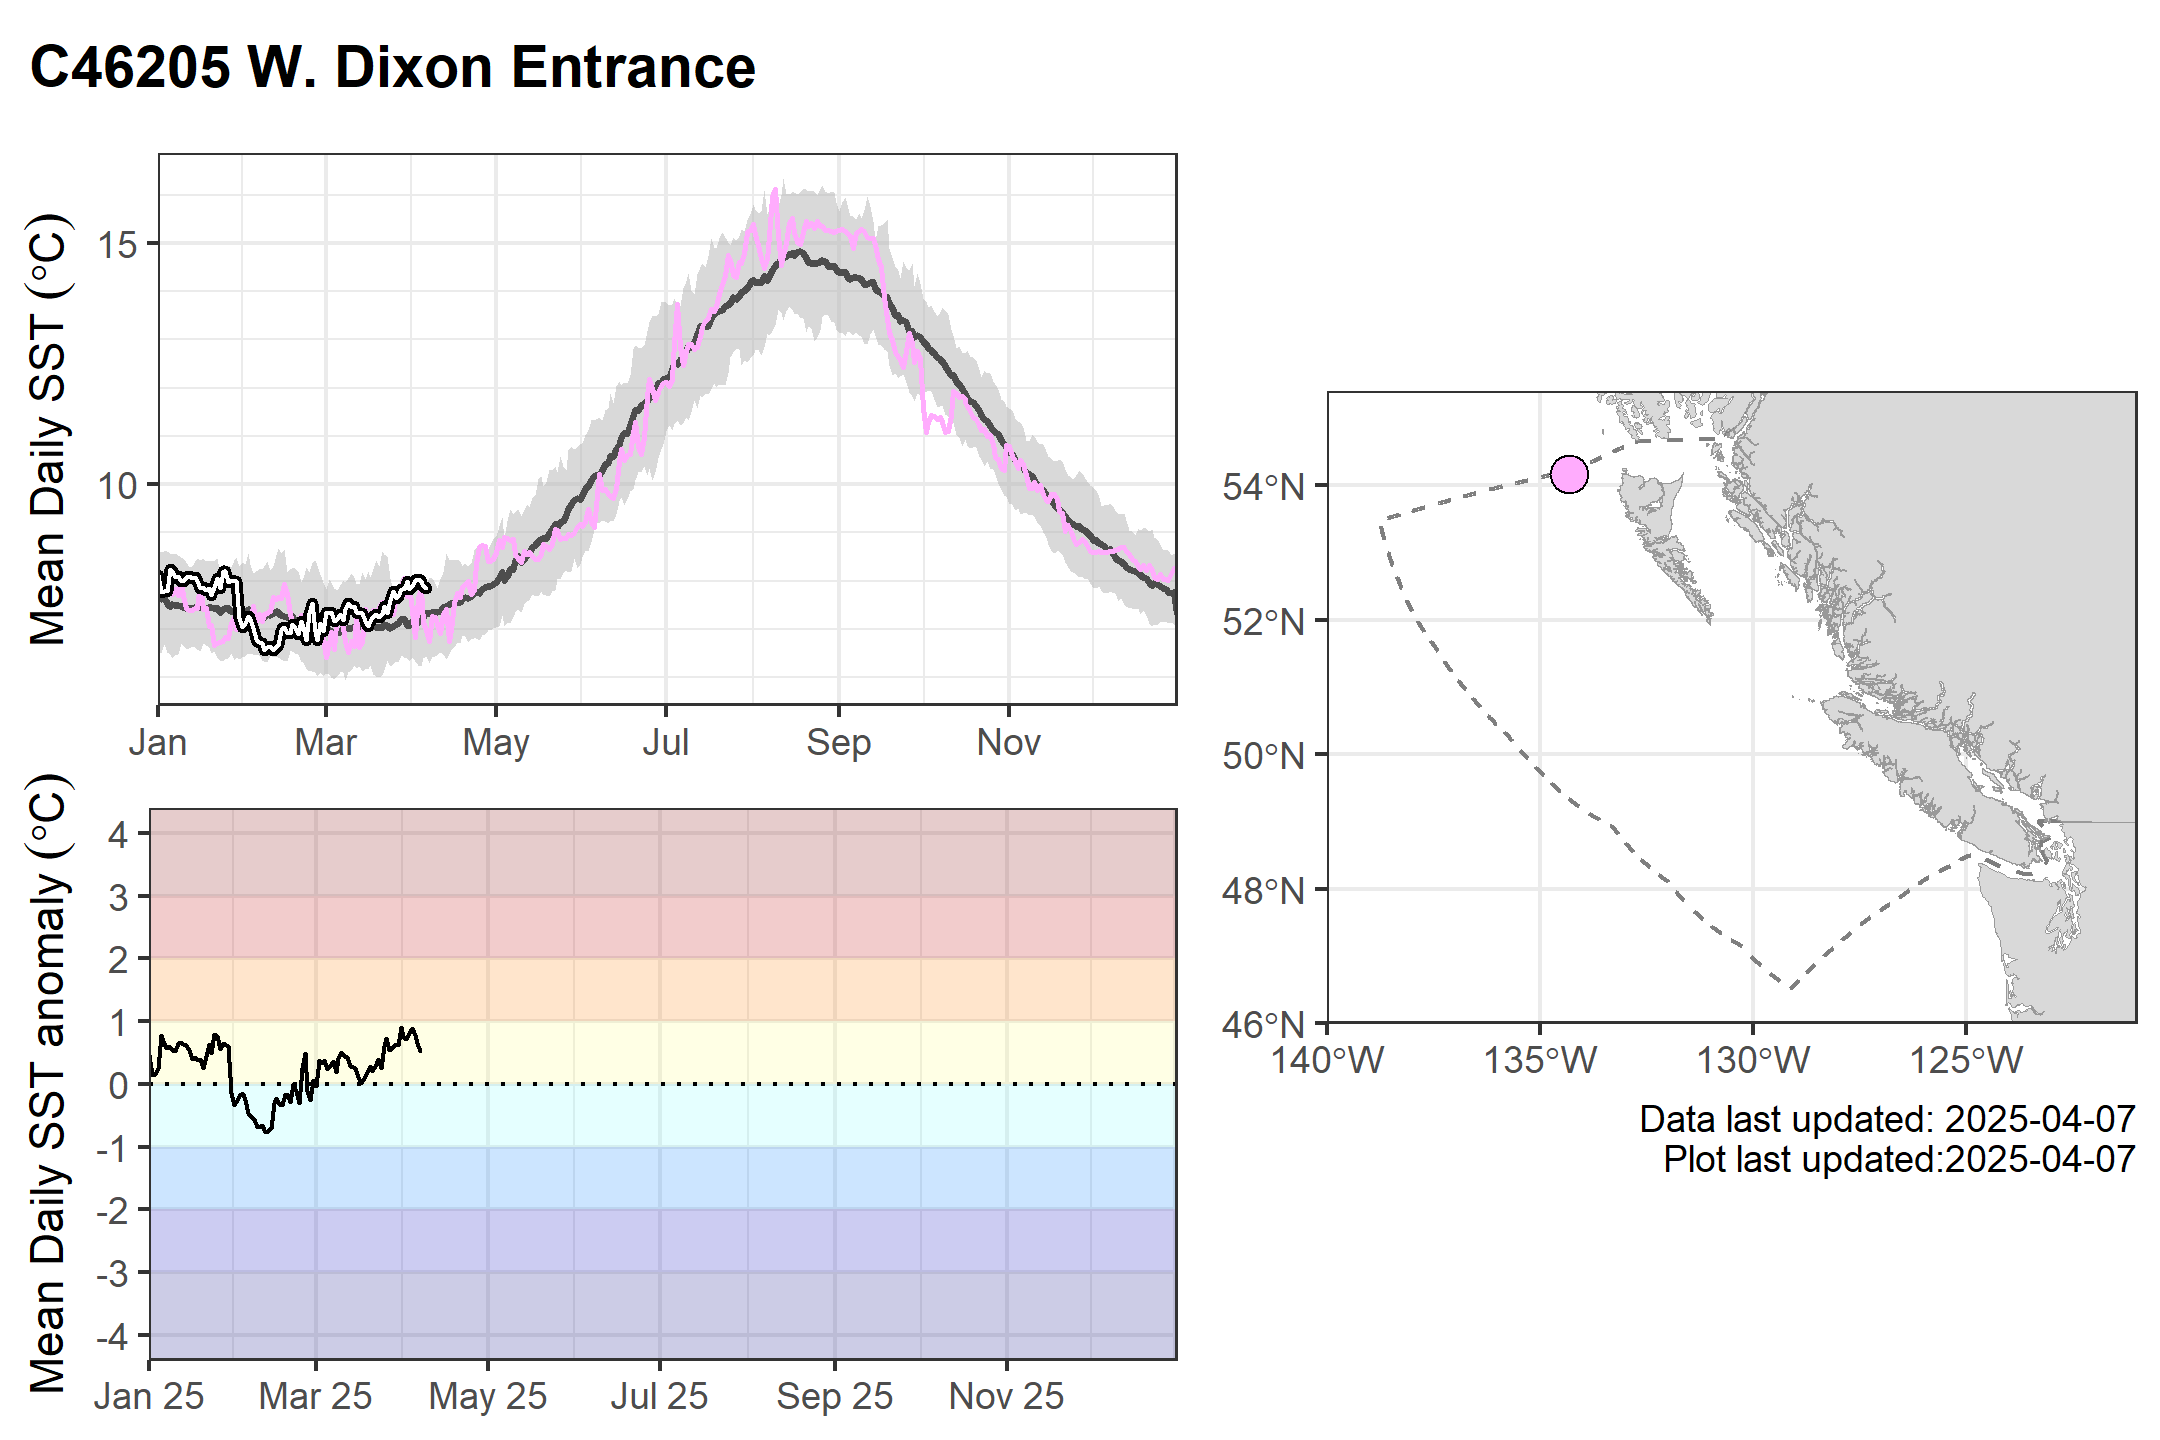 C46205 W. Dixon Entrance
Mean Daily SST (°C)
15
10
Jan Mar May Jul Sep Nov
Mean Daily SST anomaly (°C)
4
3
2
1
0
-1
-2
-3
-4
Jan 25 Mar 25 May 25 Jul 25 Sep 25 Nov 25
54°N
52°N
50°N
48°N
46°N
140°W 135°W 130°W 125°W
Data last updated: 2025-04-07
Plot last updated:2025-04-07